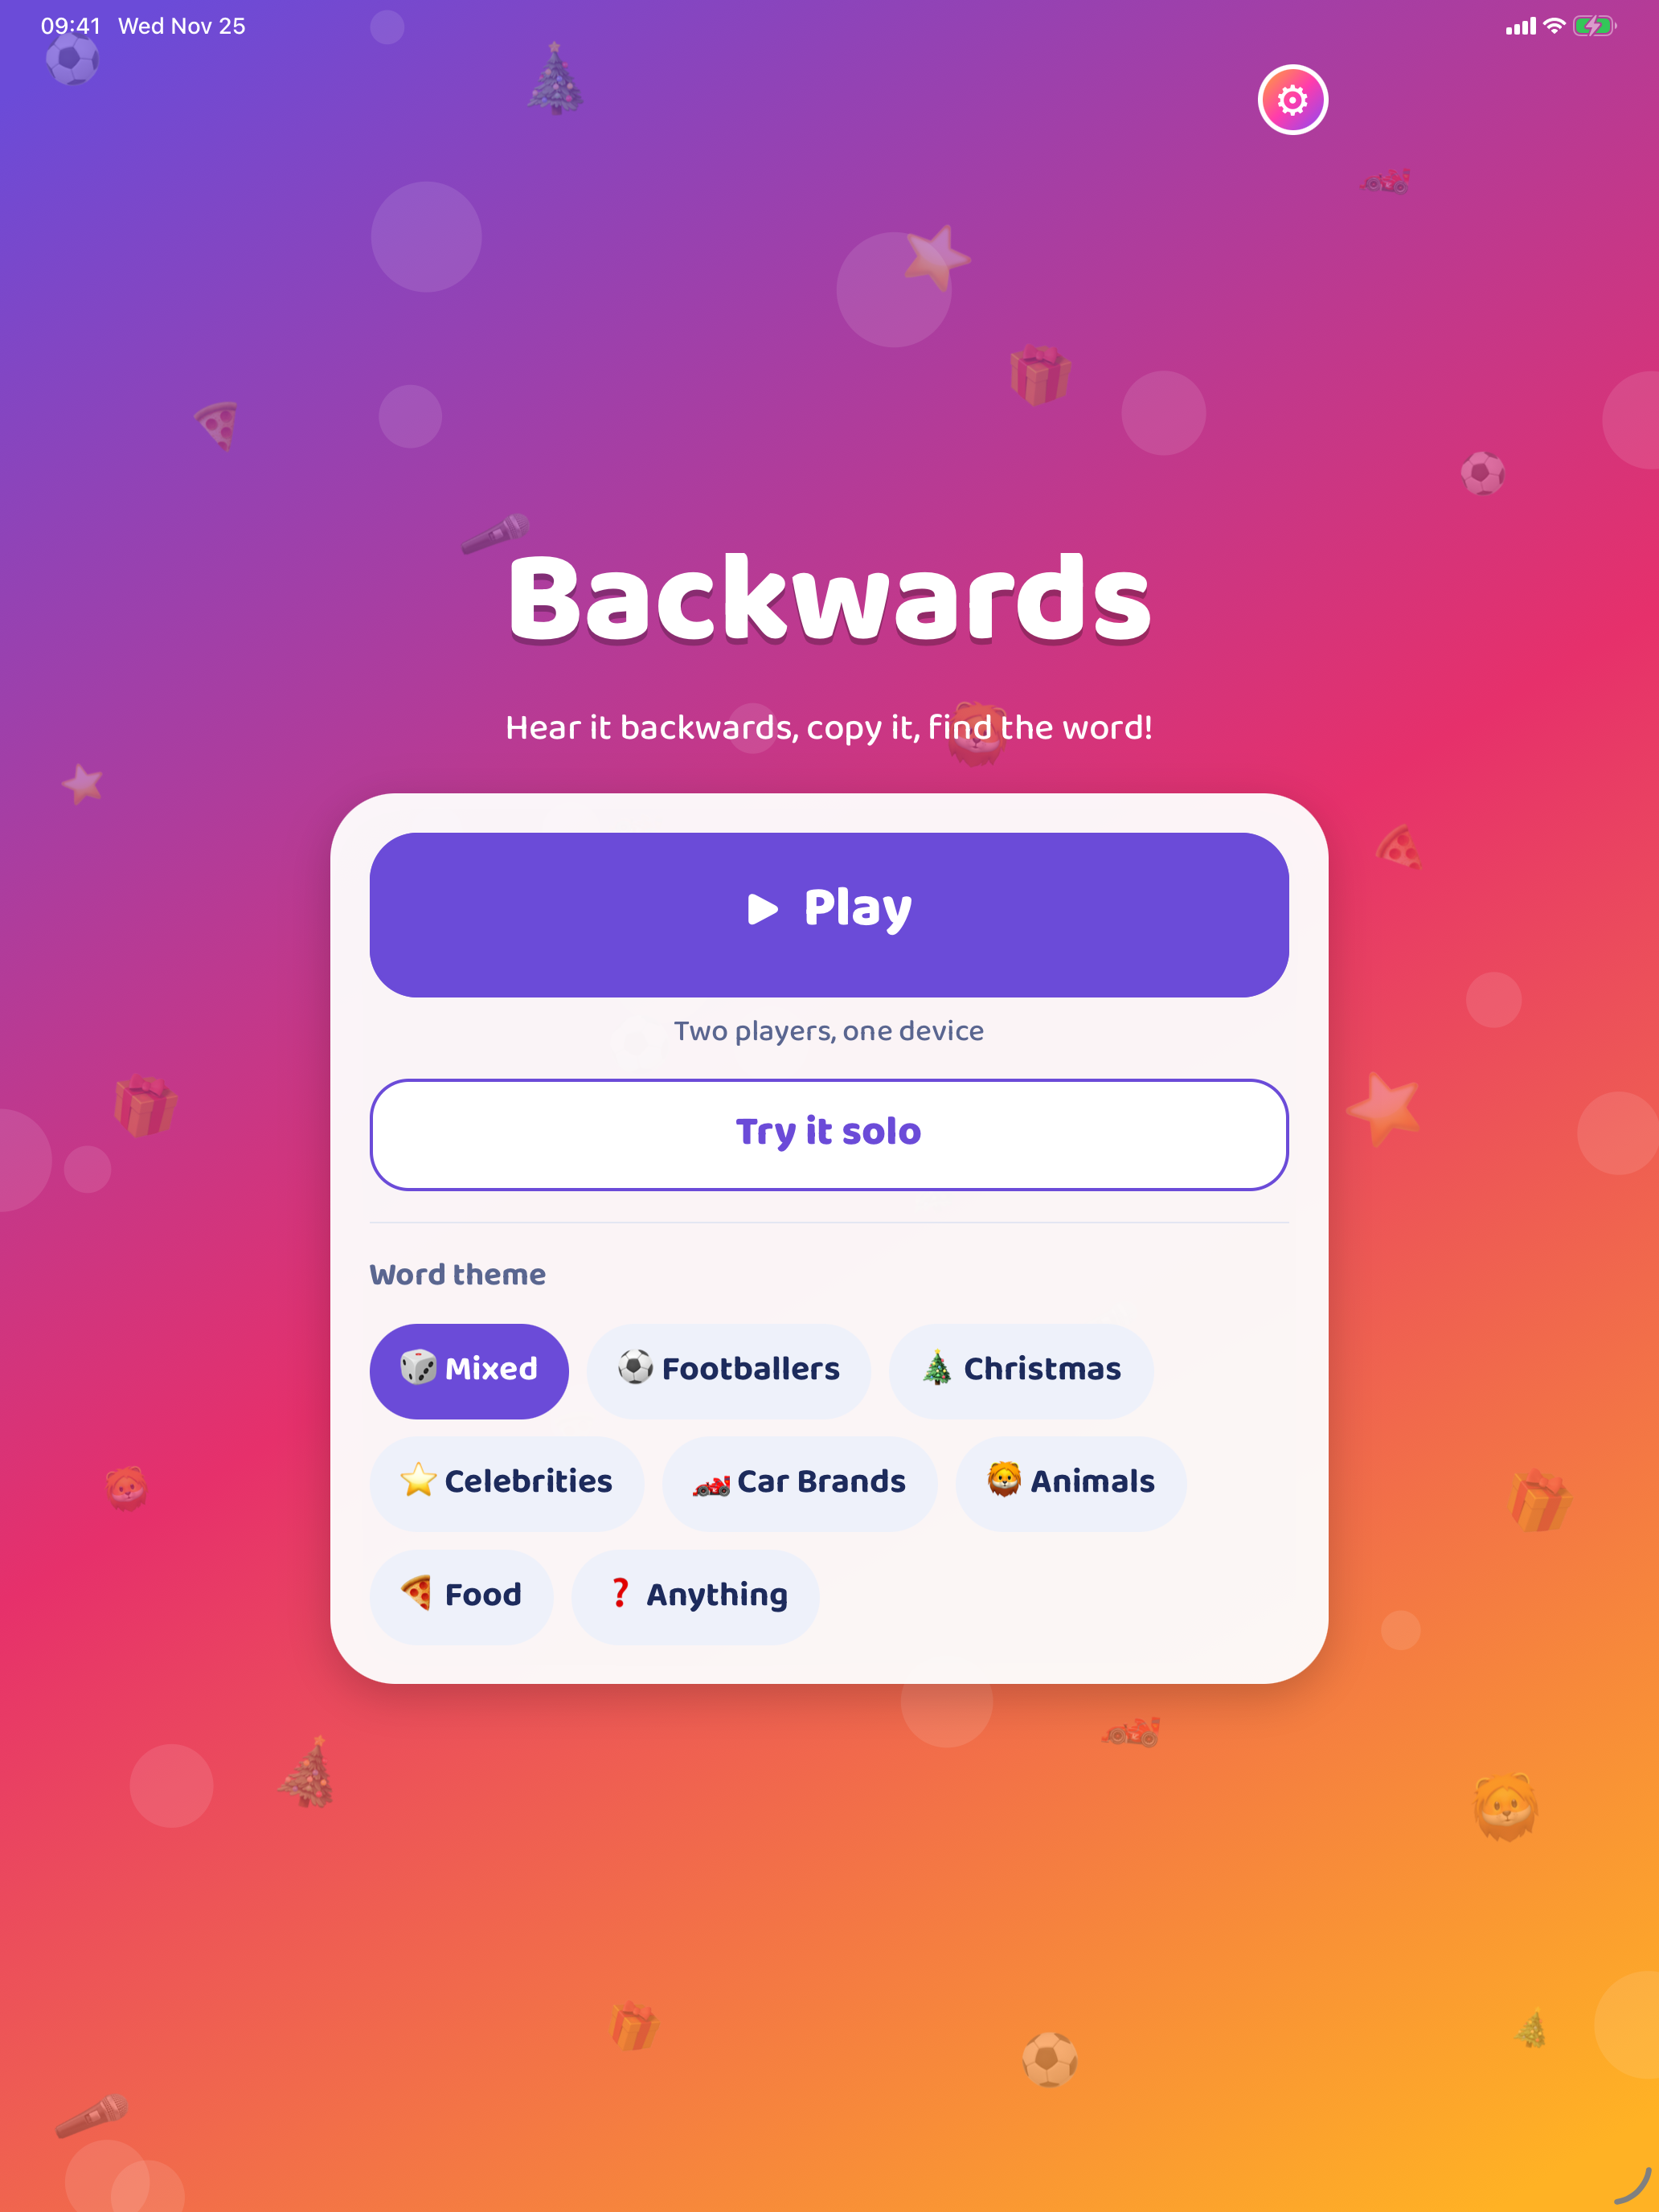 09:41 Wed Nov 25
Backwards
Hear it backwards, copy it, find the word!
Play
Two players, one device
Try it solo
Word theme
Mixed
Footballers
Christmas
Celebrities
Car Brands
Animals
Food
Anything